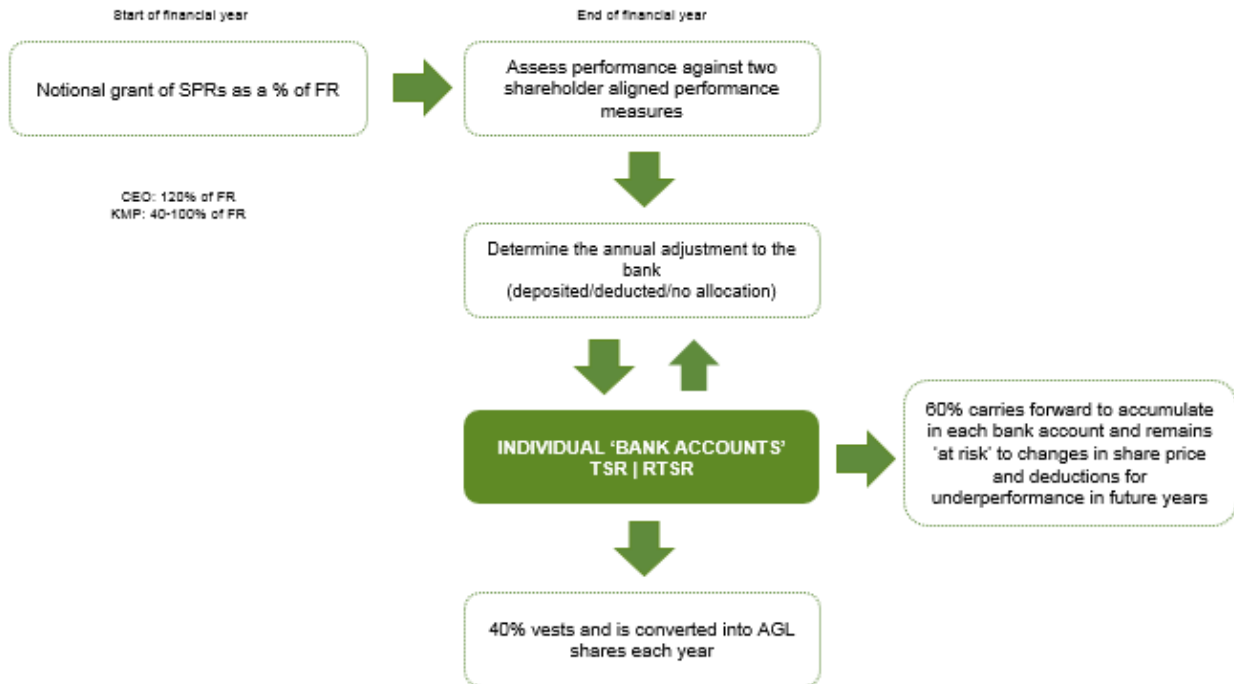 Start of financial year
End of financial year
Notional grant of SPRs as a % of FR
Assess performance against two
shareholder aligned performance
measures
CEO: 120% of FR
KMP: 40-100% of FR
Determine the annual adjustment to the
bank
(deposited/deducted/no allocation)
INDIVIDUAL ‘BANK ACCOUNTS’
TSR | RTSR
60% carries forward to accumulate
in each bank account and remains
‘at risk’ to changes in share price
and deductions for
underperformance in future years
40% vests and is converted into AGL
shares each year